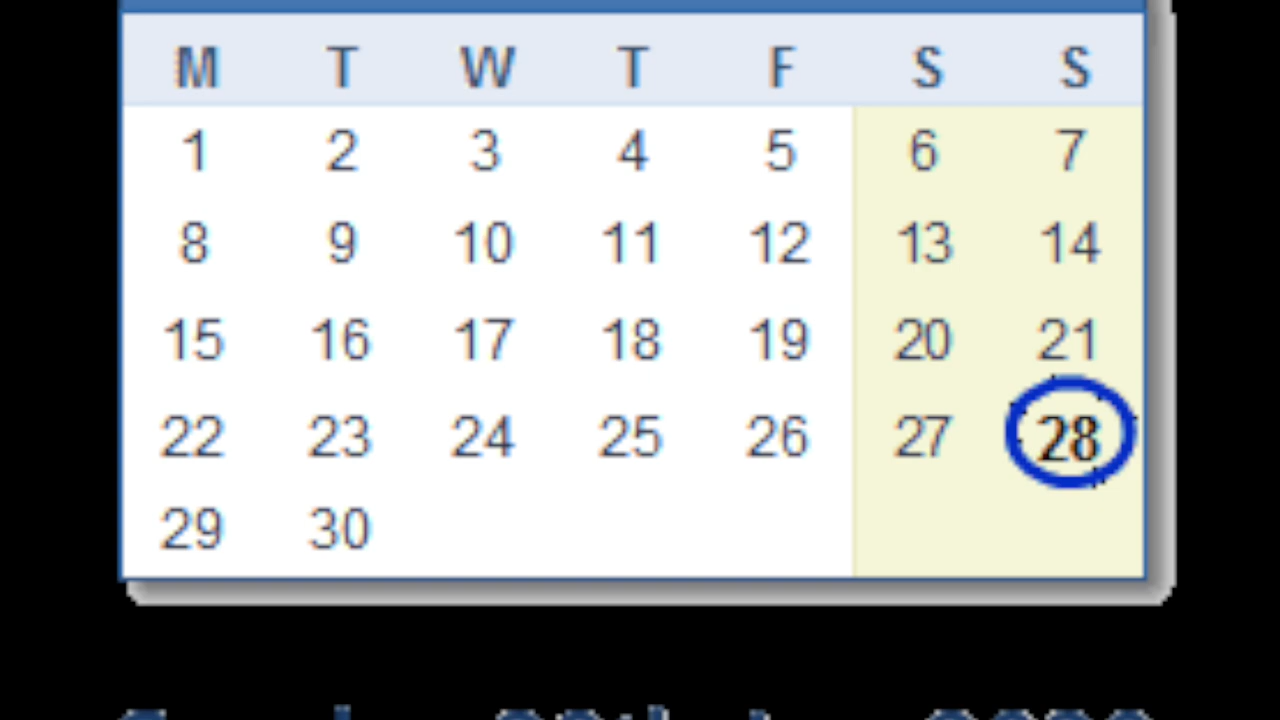 M T W T F S S
1 2 3 4 5 6 7
8 9 10 11 12 13 14
15 16 17 18 19 20 21
22 23 24 25 26 27 28
29 30